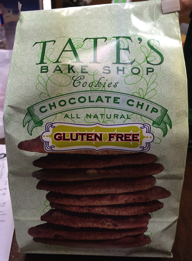 TATE'S
BAKE SHOP
Cookies
CHOCOLATE CHIP
ALL NATURAL
GLUTEN FREE